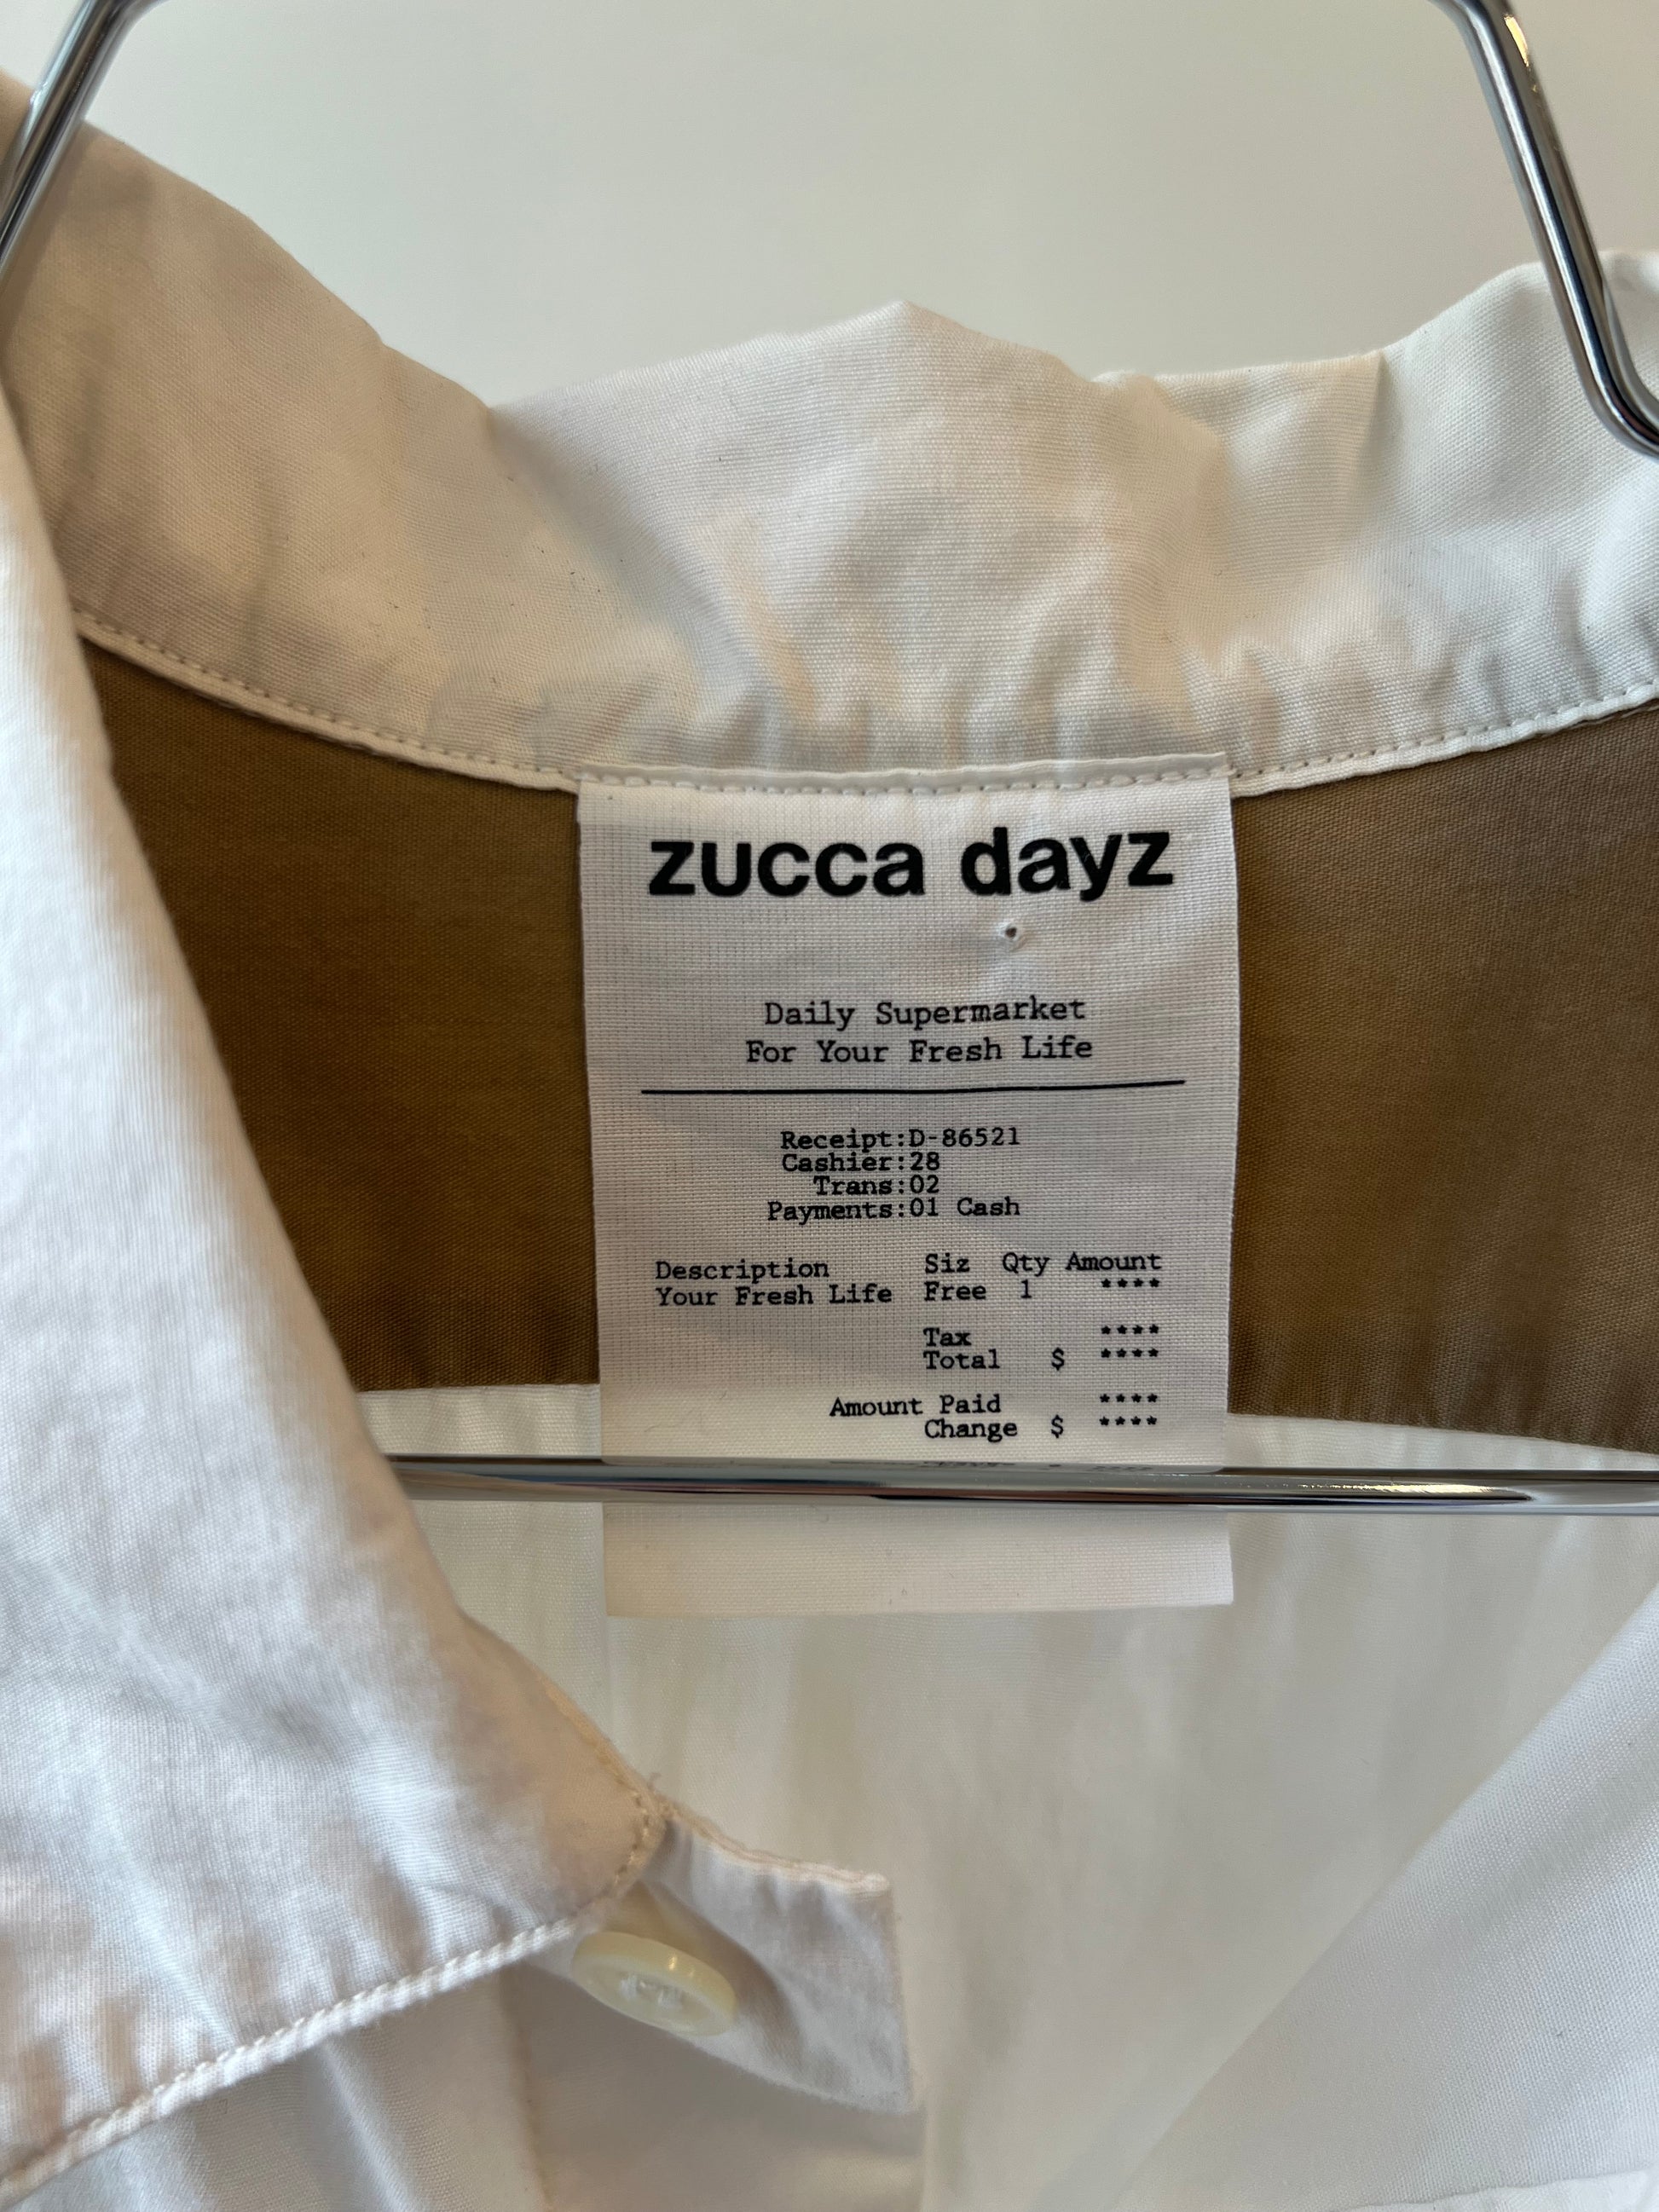 zucca dayz
Daily Supermarket
For Your Fresh Life
Receipt:D-86521
Cashier:28
Trans:02
Payments:01 Cash
Description Siz Qty Amount
Your Fresh Life Free 1 ****
Tax ****
Total $ ****
Amount Paid ****
Change $ ****